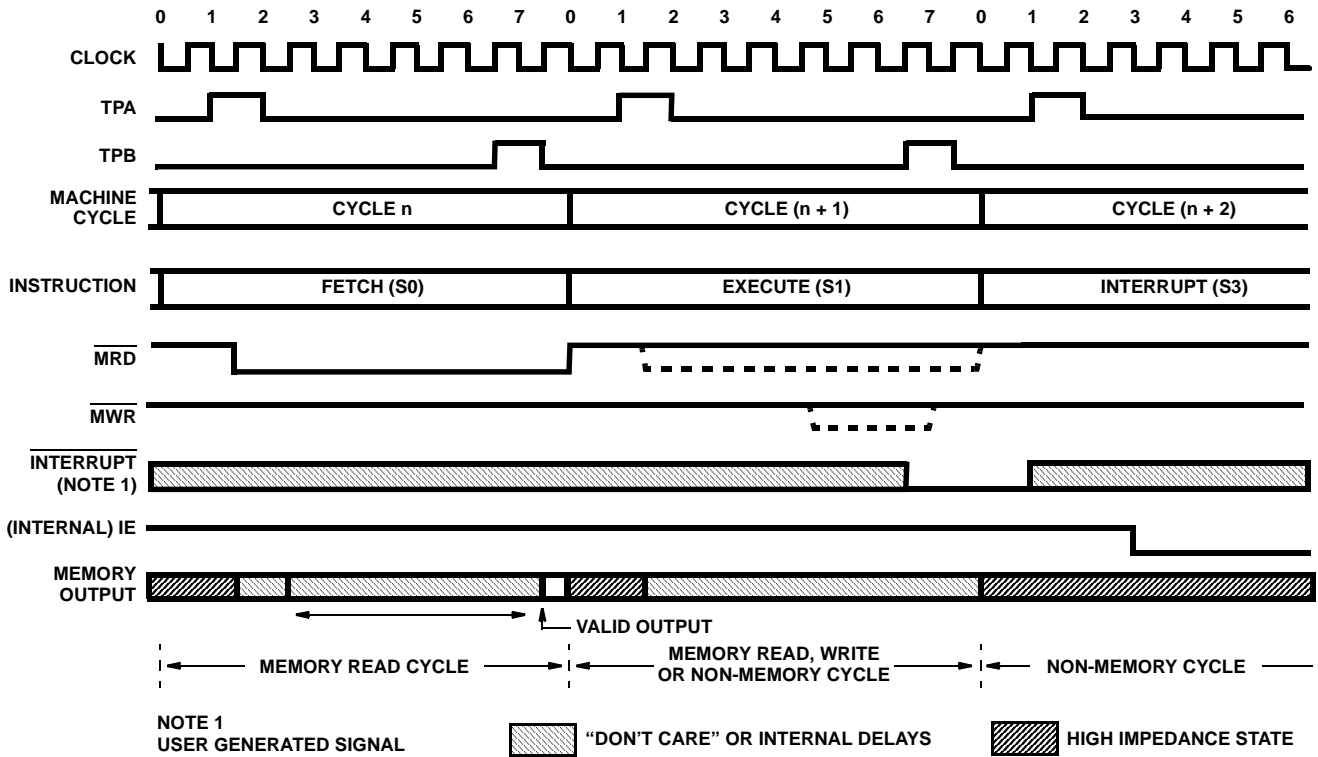 0 1 2 3 4 5 6 7 0 1 2 3 4 5 6 7 0 1 2 3 4 5 6
CLOCK
TPA
TPB
MACHINE
CYCLE
CYCLE n
CYCLE (n + 1)
CYCLE (n + 2)
INSTRUCTION
FETCH (S0)
EXECUTE (S1)
INTERRUPT (S3)
MRD
MWR
INTERRUPT
(NOTE 1)
(INTERNAL) IE
MEMORY
OUTPUT
VALID OUTPUT
MEMORY READ CYCLE
MEMORY READ, WRITE
OR NON-MEMORY CYCLE
NON-MEMORY CYCLE
NOTE 1
USER GENERATED SIGNAL
“DON'T CARE” OR INTERNAL DELAYS
HIGH IMPEDANCE STATE